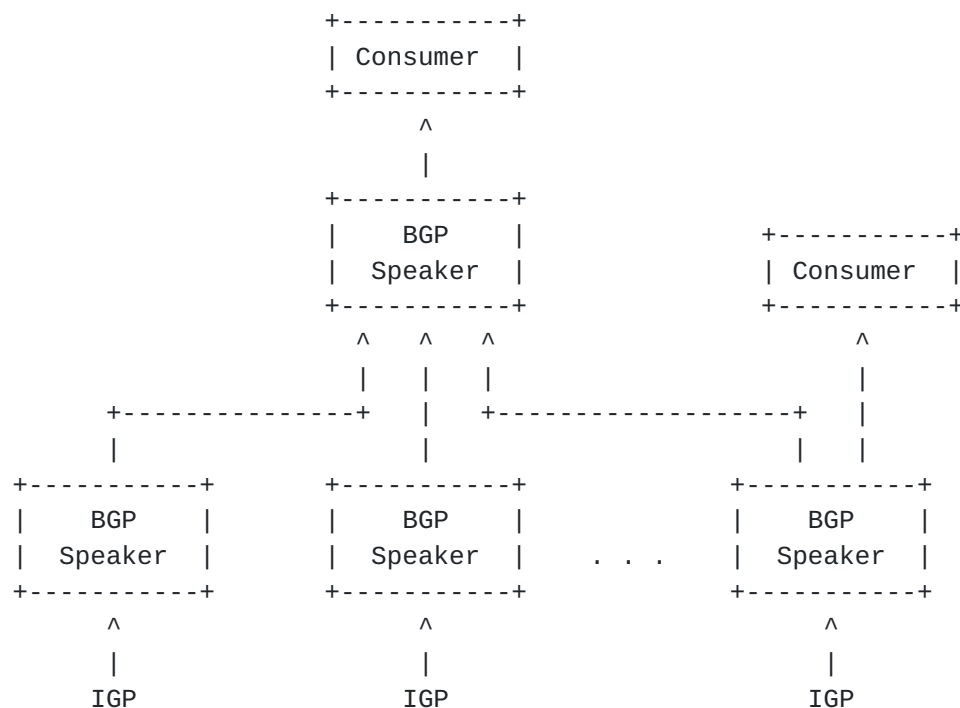 Consumer
BGP
Speaker
Consumer
BGP
Speaker
BGP
Speaker
. . .
BGP
Speaker
IGP
IGP
IGP